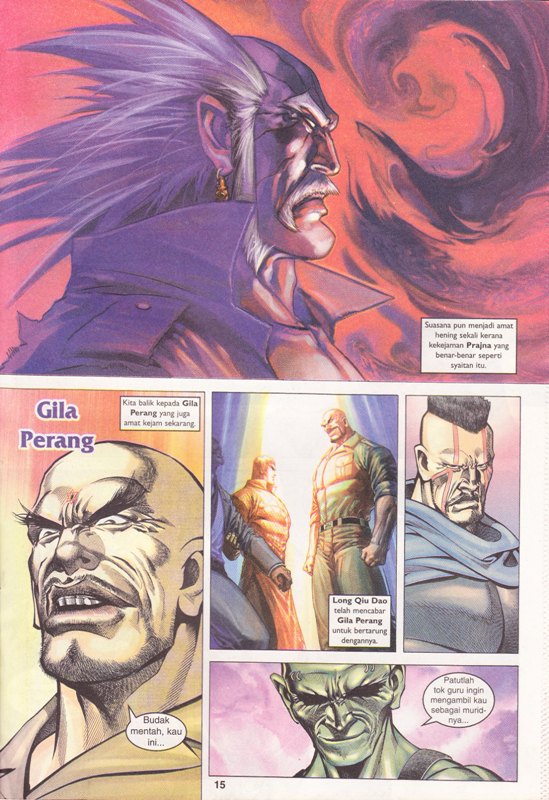 Suasana pun menjadi amat
hening sekali kerana
kekejaman Prajna yang
benar-benar seperti
syaitan itu.
Gila
Perang
Kita balik kepada Gila
Perang yang juga
amat kejam sekarang.
Budak
mentah, kau
ini...
Long Qiu Dao
telah mencabar
Gila Perang
untuk bertarung
dengannya.
Patutlah
tok guru ingin
mengambil kau
sebagai murid-
nya...
15